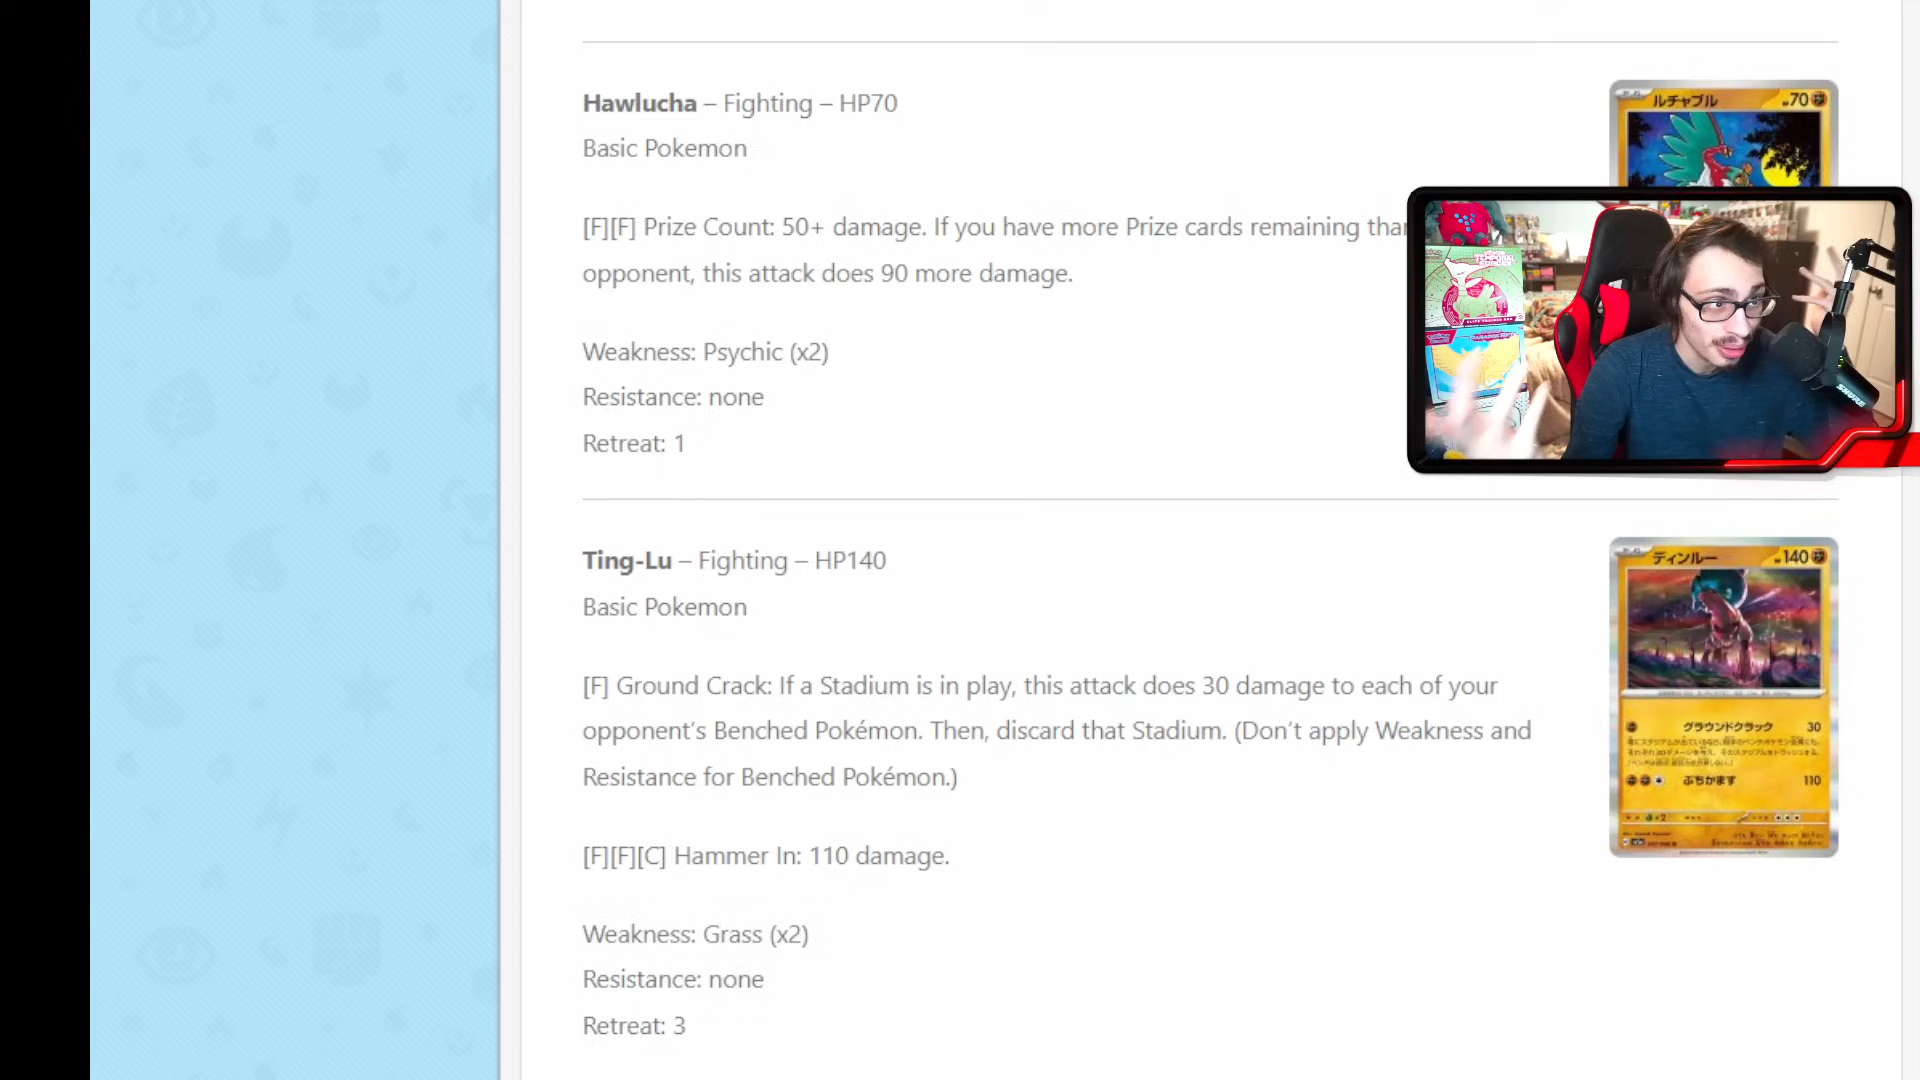 Hawlucha – Fighting – HP70
Basic Pokemon
[F][F] Prize Count: 50+ damage. If you have more Prize cards remaining than
opponent, this attack does 90 more damage.
Weakness: Psychic (x2)
Resistance: none
Retreat: 1
ルチャブル 70
SHURE
Ting-Lu – Fighting – HP140
Basic Pokemon
[F] Ground Crack: If a Stadium is in play, this attack does 30 damage to each of your
opponent's Benched Pokémon. Then, discard that Stadium. (Don't apply Weakness and
Resistance for Benched Pokémon.)
[F][F][C] Hammer In: 110 damage.
Weakness: Grass (x2)
Resistance: none
Retreat: 3
ディンルー 140
グラウンドクラック 30
ぶちかます 110
×2